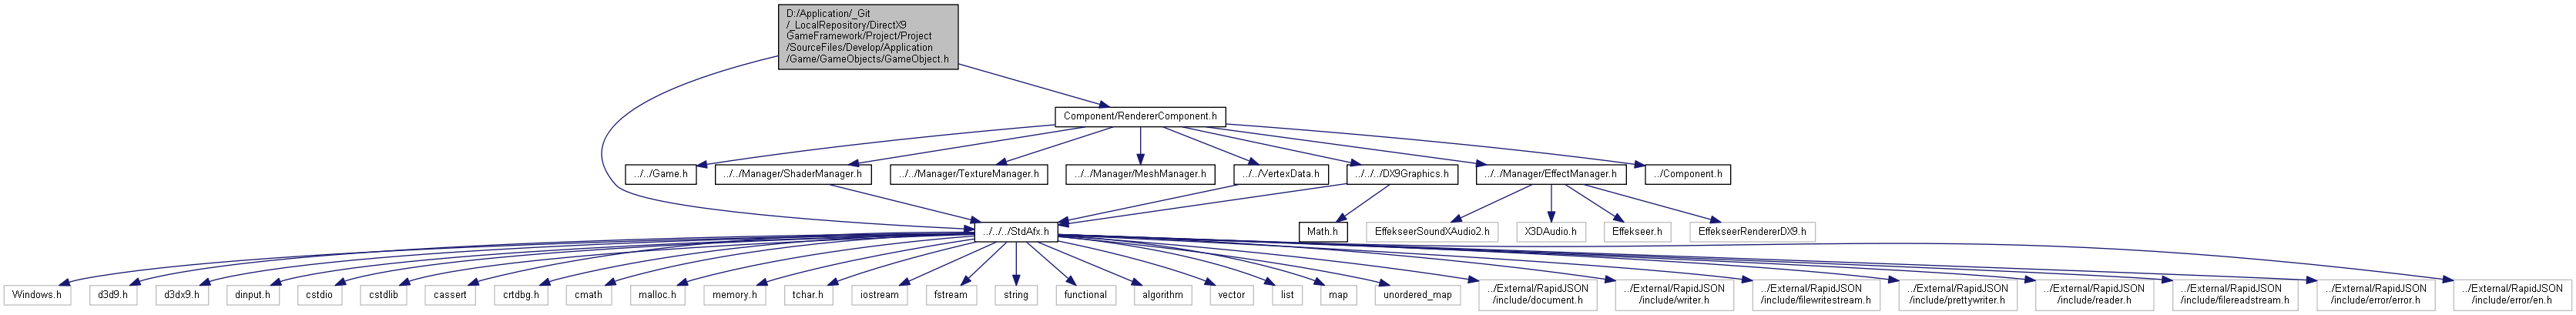 D:/Application/_Git
/_LocalRepository/DirectX9
GameFramework/Project/Project
/SourceFiles/Develop/Application
/Game/GameObjects/GameObject.h
Component/RendererComponent.h
../../Game.h
../../Manager/ShaderManager.h
../../Manager/TextureManager.h
../../Manager/MeshManager.h
../../VertexData.h
../../../DX9Graphics.h
../../Manager/EffectManager.h
../Component.h
../../../StdAfx.h
Math.h
EffekseerSoundXAudio2.h
X3DAudio.h
Effekseer.h
EffekseerRendererDX9.h
Windows.h
d3d9.h
d3dx9.h
dinput.h
cstdio
cstdlib
cassert
crtdbg.h
cmath
malloc.h
memory.h
tchar.h
iostream
fstream
string
functional
algorithm
vector
list
map
unordered_map
../External/RapidJSON
/include/document.h
../External/RapidJSON
/include/writer.h
../External/RapidJSON
/include/filewritestream.h
../External/RapidJSON
/include/prettywriter.h
../External/RapidJSON
/include/reader.h
../External/RapidJSON
/include/filereadstream.h
../External/RapidJSON
/include/error/error.h
../External/RapidJSON
/include/error/en.h